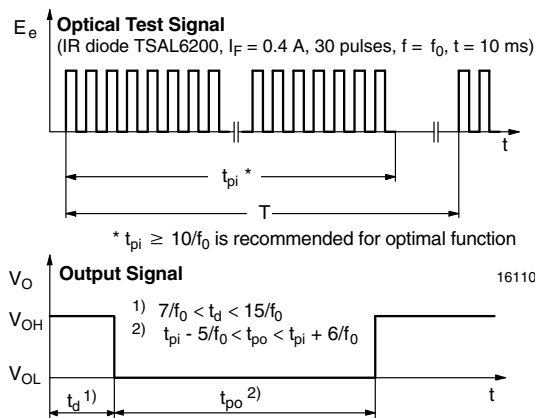 E_e Optical Test Signal
(IR diode TSAL6200, I_F = 0.4 A, 30 pulses, f = f_0, t = 10 ms)
t
t_pi *
T
* t_pi ≥ 10/f_0 is recommended for optimal function
V_O Output Signal 16110
V_OH
1) 7/f_0 < t_d < 15/f_0
2) t_pi - 5/f_0 < t_po < t_pi + 6/f_0
V_OL
t_d 1) t_po 2) t